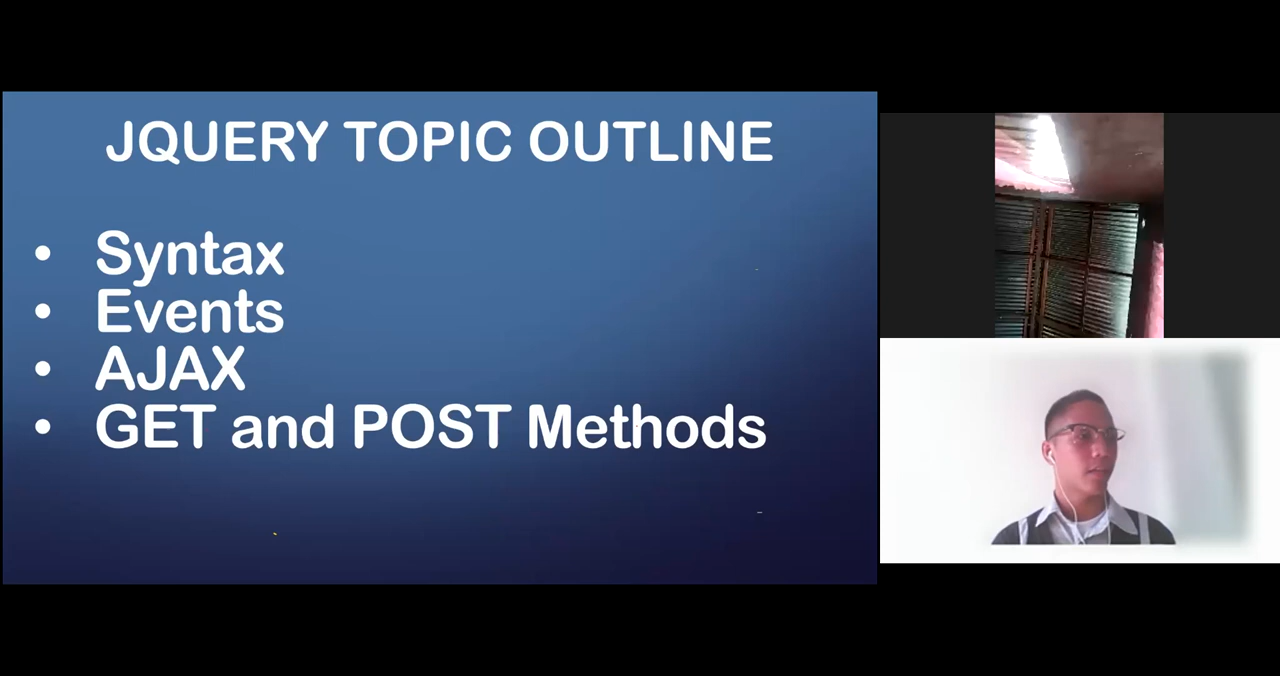 JQUERY TOPIC OUTLINE
• Syntax
• Events
• AJAX
• GET and POST Methods